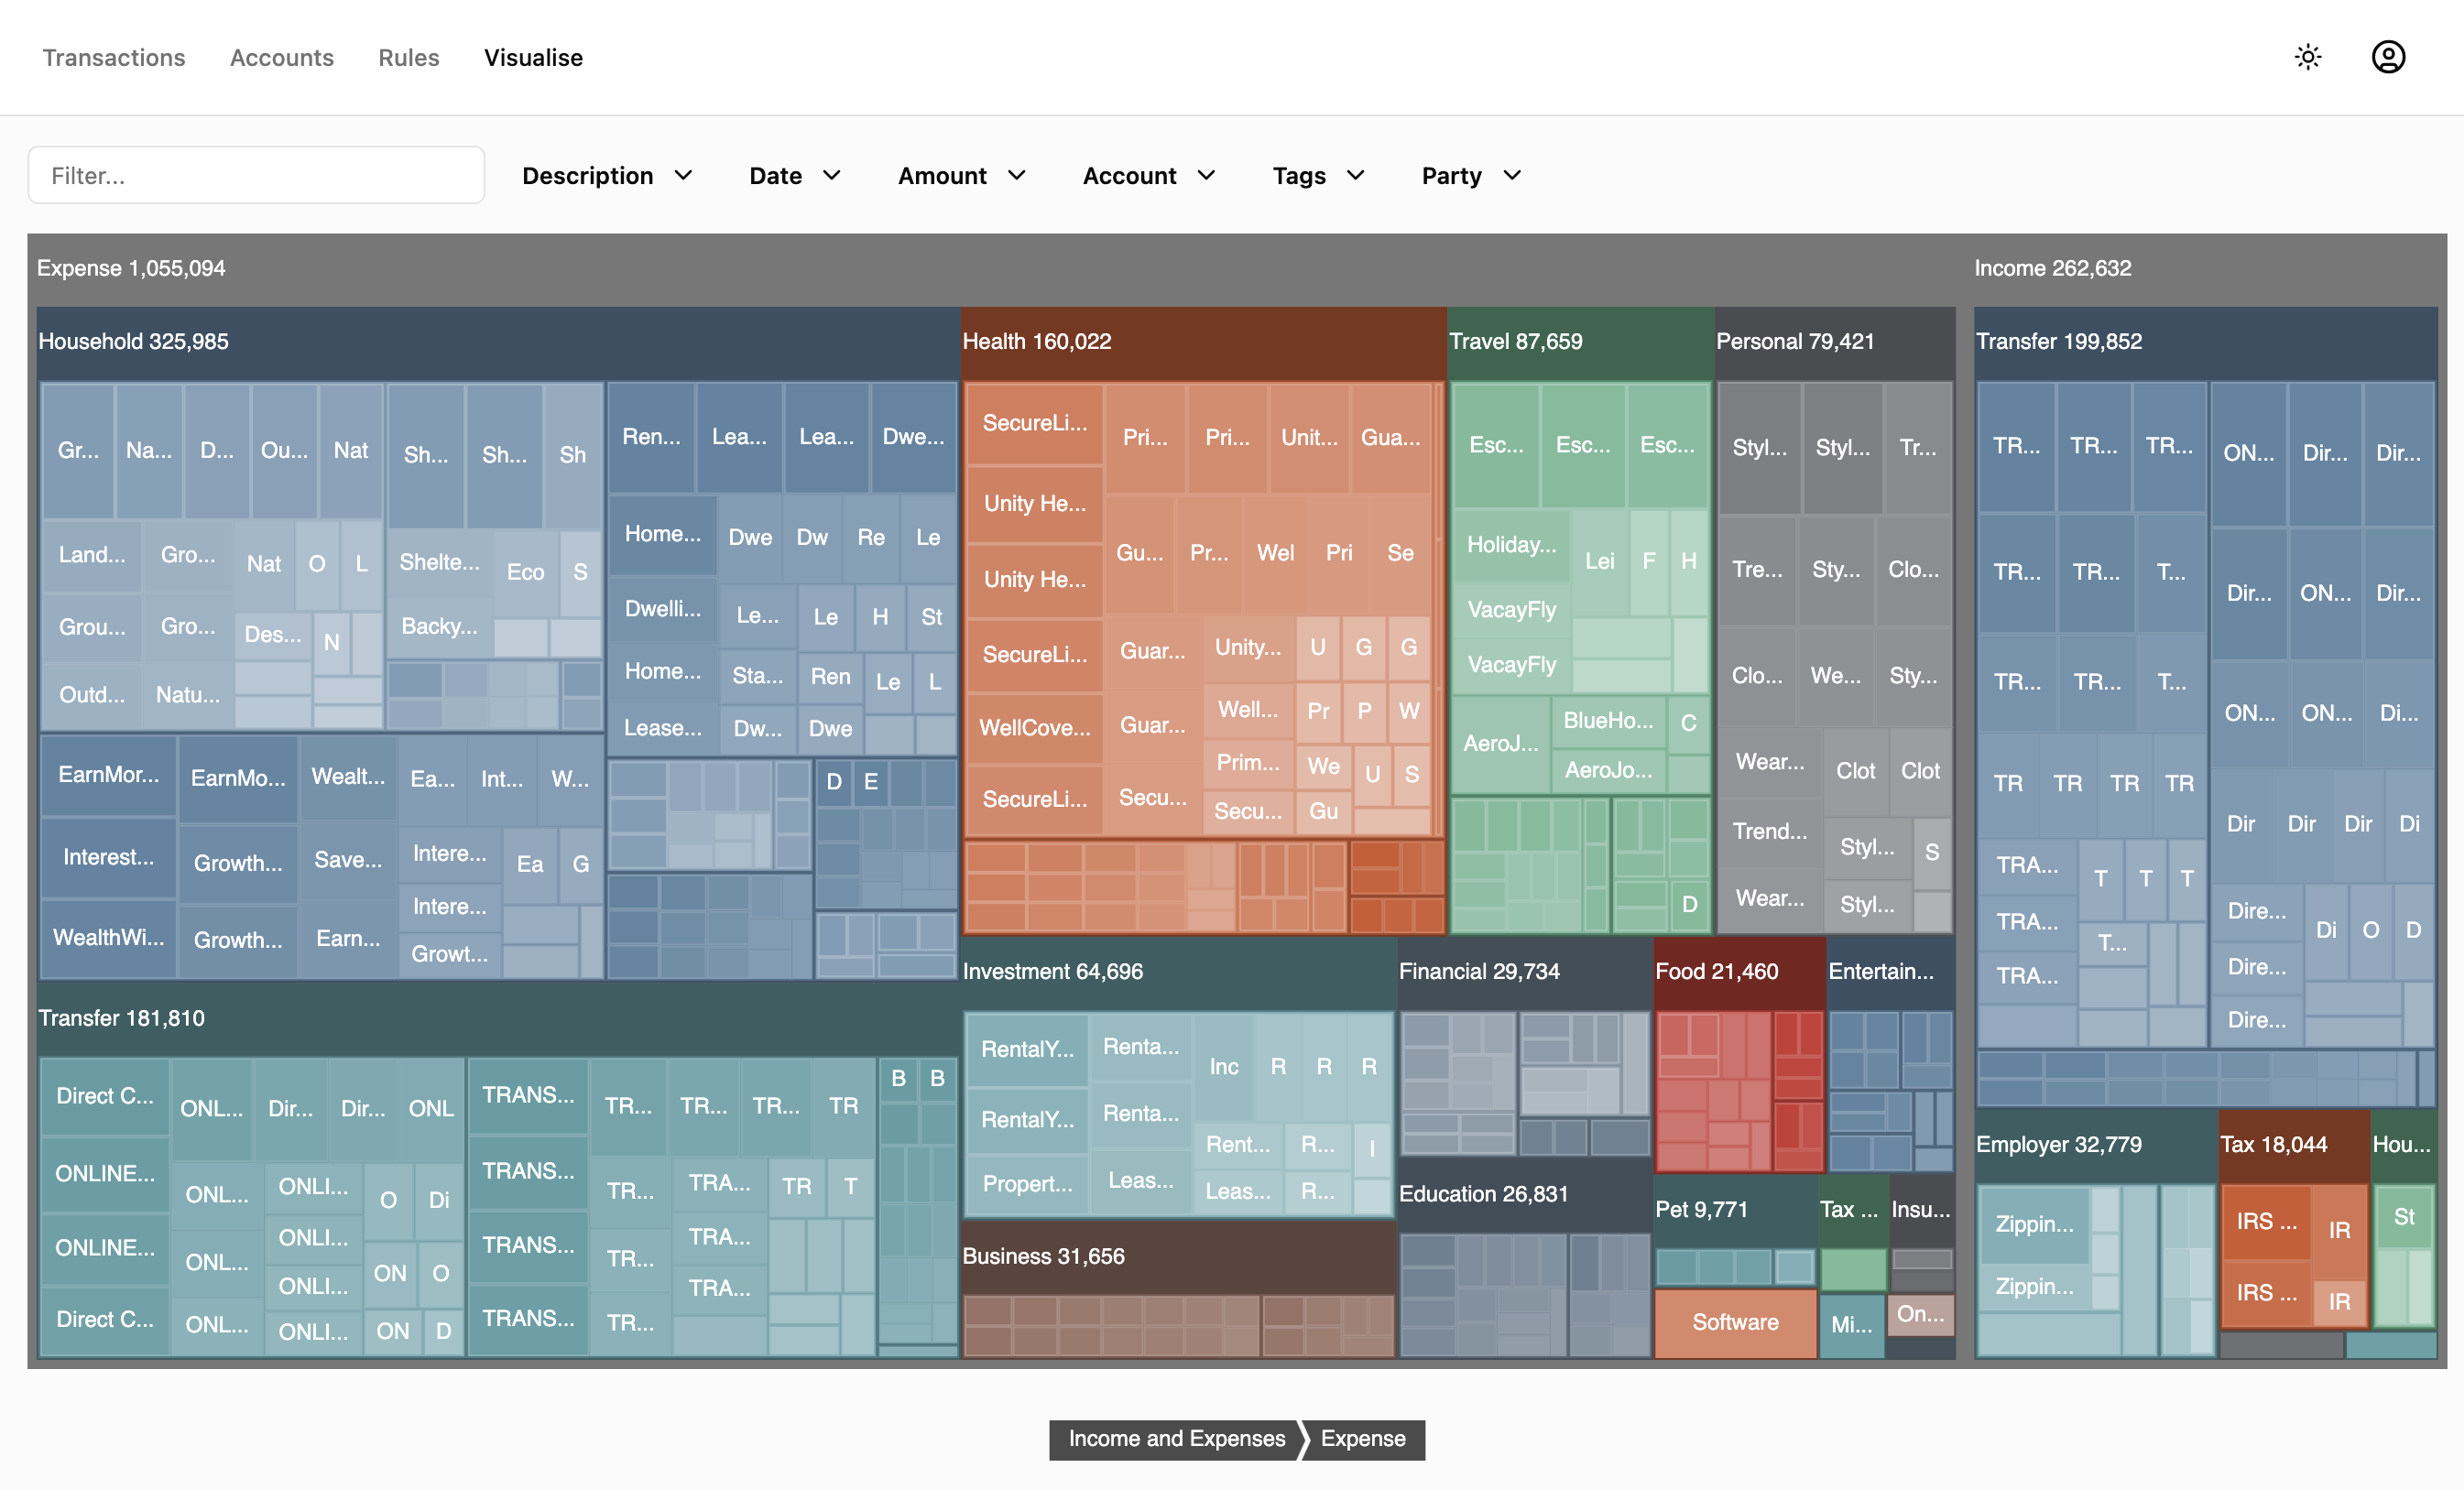 Transactions Accounts Rules Visualise
Filter...
Description Date Amount Account Tags Party
Expense 1,055,094
Household 325,985
Gr... Na... D... Ou... Nat
Land... Gro... Nat O L
Grou... Gro... Des... N
Outd... Natu...
Sh... Sh... Sh
Shelte... Eco S
Backy...
Ren... Lea... Lea... Dwe...
Home... Dwe Dw Re Le
Dwelli... Le... Le H St
Home... Sta... Ren Le L
Lease... Dw... Dwe
EarnMor... EarnMo... Wealt... Ea... Int... W...
Interest... Growth... Save... Intere... Ea G
Intere...
WealthWi... Growth... Earn... Growt...
D E
Transfer 181,810
Direct C... ONL... Dir... Dir... ONL
ONLINE... ONL... ONLI... O Di
ONLINE... ONL... ONLI... ON O
ONLI...
Direct C... ONL... ONLI... ON D
TRANS... TR... TR... TR... TR
TRANS... TR... TRA... TR T
TRANS... TR... TRA...
TRA...
TRANS... TR...
B B
Health 160,022
SecureLi... Pri... Pri... Unit... Gua...
Unity He...
Unity He... Gu... Pr... Wel Pri Se
SecureLi... Guar... Unity... U G G
WellCove... Guar... Well... Pr P W
Prim... We U S
SecureLi... Secu... Secu... Gu
Travel 87,659
Esc... Esc... Esc...
Holiday... Lei F H
VacayFly
VacayFly
AeroJ... BlueHo... C
AeroJo...
D
Personal 79,421
Styl... Styl... Tr...
Tre... Sty... Clo...
Clo... We... Sty...
Wear... Clot Clot
Trend... Styl... S
Wear... Styl...
Investment 64,696
RentalY... Renta... Inc R R R
RentalY... Renta...
Rent... R... I
Propert... Leas... Leas... R...
Business 31,656
Financial 29,734
Education 26,831
Food 21,460
Entertain...
Pet 9,771
Tax ...
Insu...
Software
Mi...
On...
Income 262,632
Transfer 199,852
TR... TR... TR...
TR... TR... T...
TR... TR... T...
TR TR TR TR
TRA... T T T
TRA... T...
TRA...
ON... Dir... Dir...
Dir... ON... Dir...
ON... ON... Di...
Dir Dir Dir Di
Dire... Di O D
Dire...
Dire...
Employer 32,779
Zippin...
Zippin...
Tax 18,044
IRS ... IR
IRS ... IR
Hou...
St
Income and Expenses Expense